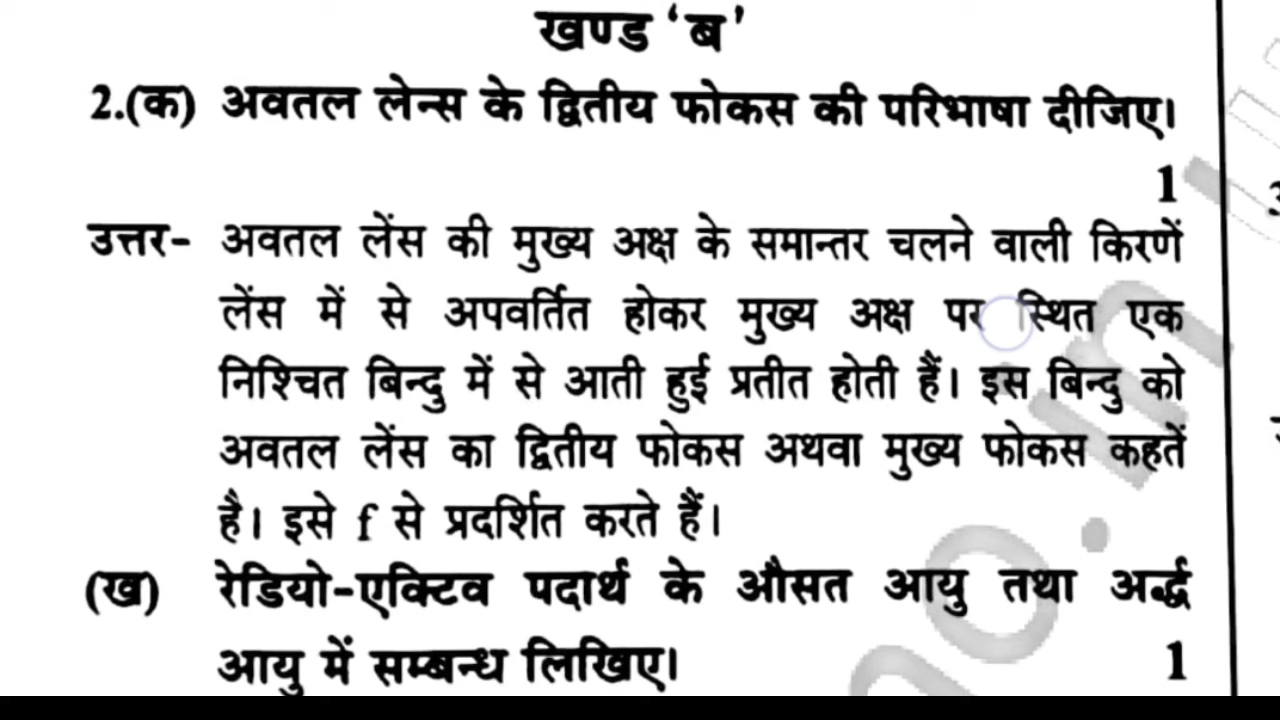 खण्ड ‘ब’
2.(क) अवतल लेन्स के द्वितीय फोकस की परिभाषा दीजिए।
1
उत्तर- अवतल लेंस की मुख्य अक्ष के समान्तर चलने वाली किरणें
लेंस में से अपवर्तित होकर मुख्य अक्ष पर स्थित एक
निश्चित बिन्दु में से आती हुई प्रतीत होती हैं। इस बिन्दु को
अवतल लेंस का द्वितीय फोकस अथवा मुख्य फोकस कहतें
है। इसे f से प्रदर्शित करते हैं।
(ख) रेडियो-एक्टिव पदार्थ के औसत आयु तथा अर्द्ध
आयु में सम्बन्ध लिखिए। 1